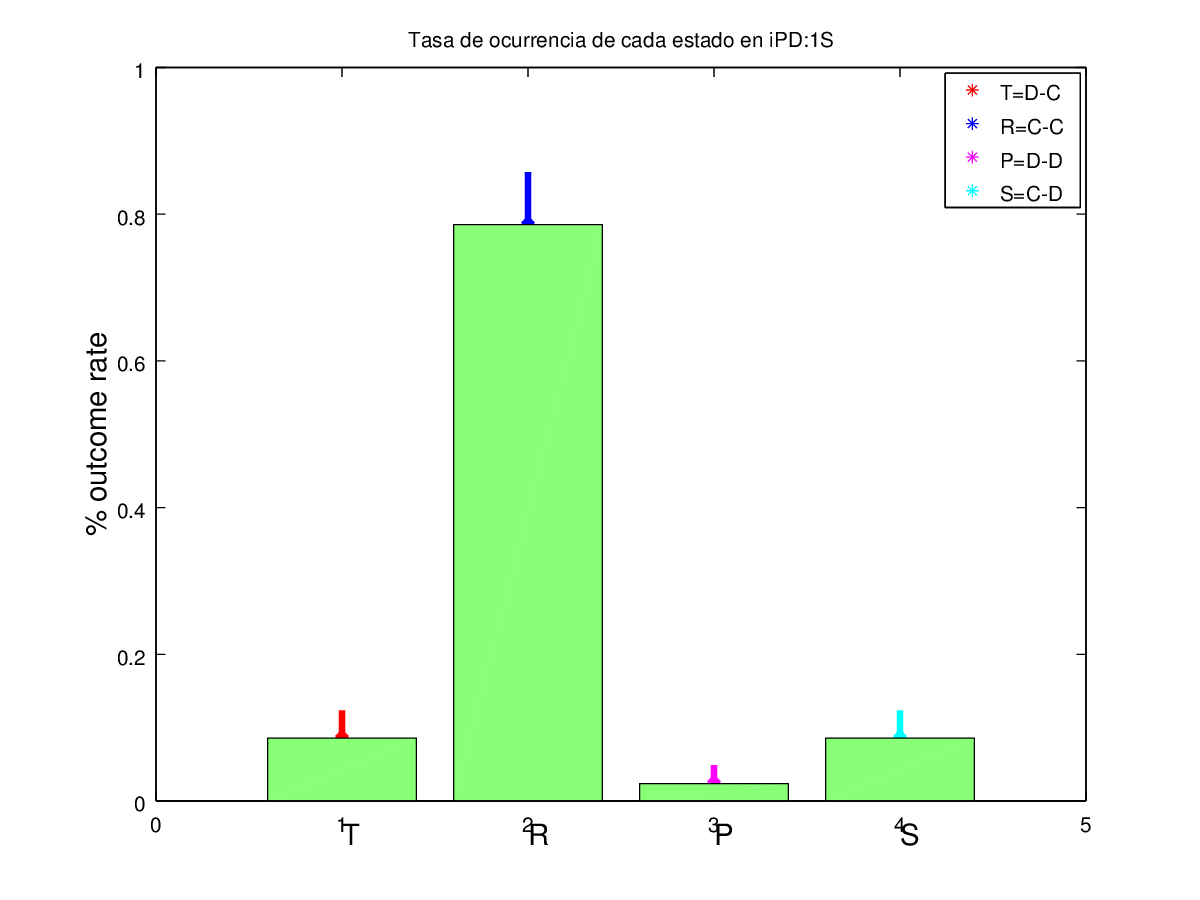 Tasa de ocurrencia de cada estado en iPD:1S
1
T=D-C
R=C-C
P=D-D
S=C-D
0.8
0.6
% outcome rate
0.4
0.2
0
0 1 2 3 4 5
T R P S